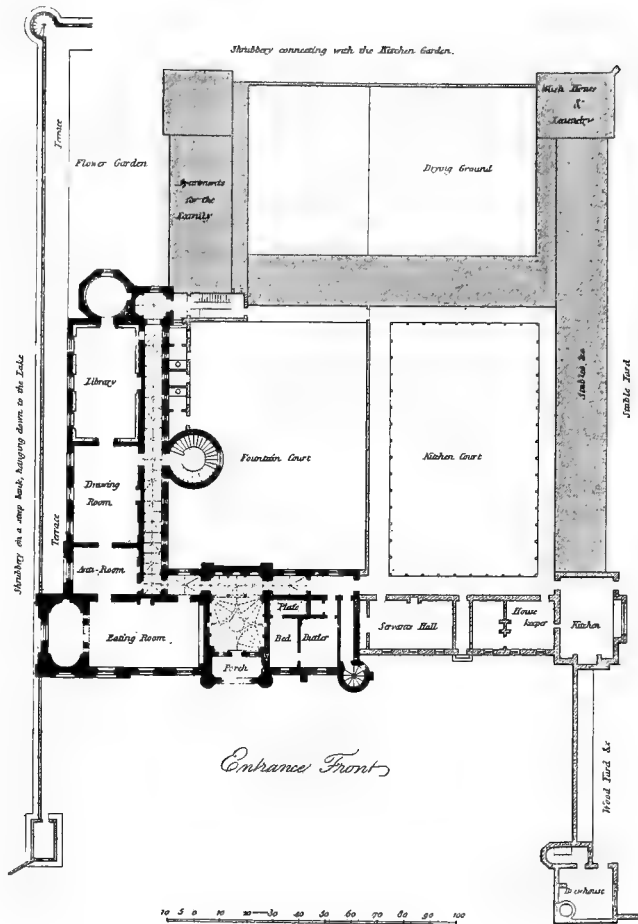 Shrubbery connecting with the Kitchen Garden.
Wash House
&
Laundry
Terrace
Flower Garden
Drying Ground
Apartments
for the
Family
Library
Stables, &c
Stable Yard
Shrubbery on a steep bank, hanging down to the Lake
Fountain Court
Kitchen Court
Drawing
Room
Terrace
Anti-Room
Plate
Servants Hall
House
keeper
Kitchen
Eating Room
Bed
Butler
Porch
Entrance Front
Wood Yard &c
10 5 0 10 20 30 40 50 60 70 80 90 100